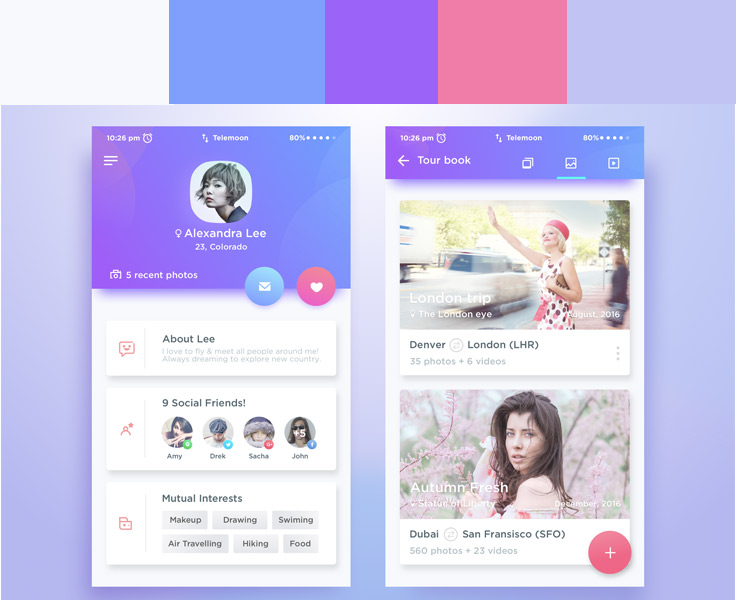 10:26 pm Telemoon 80%
Alexandra Lee
23, Colorado
5 recent photos
About Lee
I love to fly & meet all people around me!
Always dreaming to explore new country.
9 Social Friends!
+5
Amy Drek Sacha John
Mutual Interests
Makeup Drawing Swiming
Air Travelling Hiking Food
10:26 pm Telemoon 80%
Tour book
London trip
The London eye August, 2016
Denver London (LHR)
35 photos + 6 videos
Autumn Fresh
Statue of Liberty December, 2016
Dubai San Fransisco (SFO)
560 photos + 23 videos